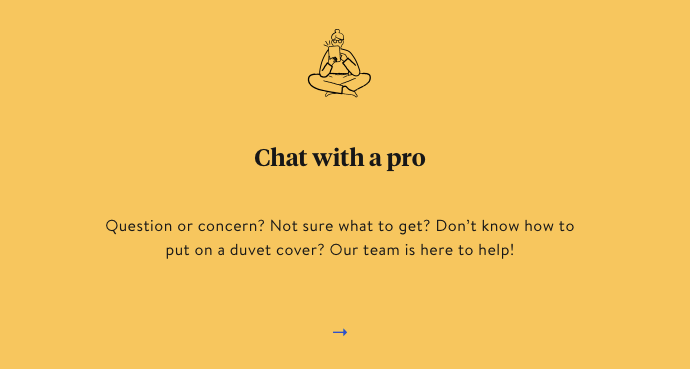 Chat with a pro
Question or concern? Not sure what to get? Don’t know how to
put on a duvet cover? Our team is here to help!
→